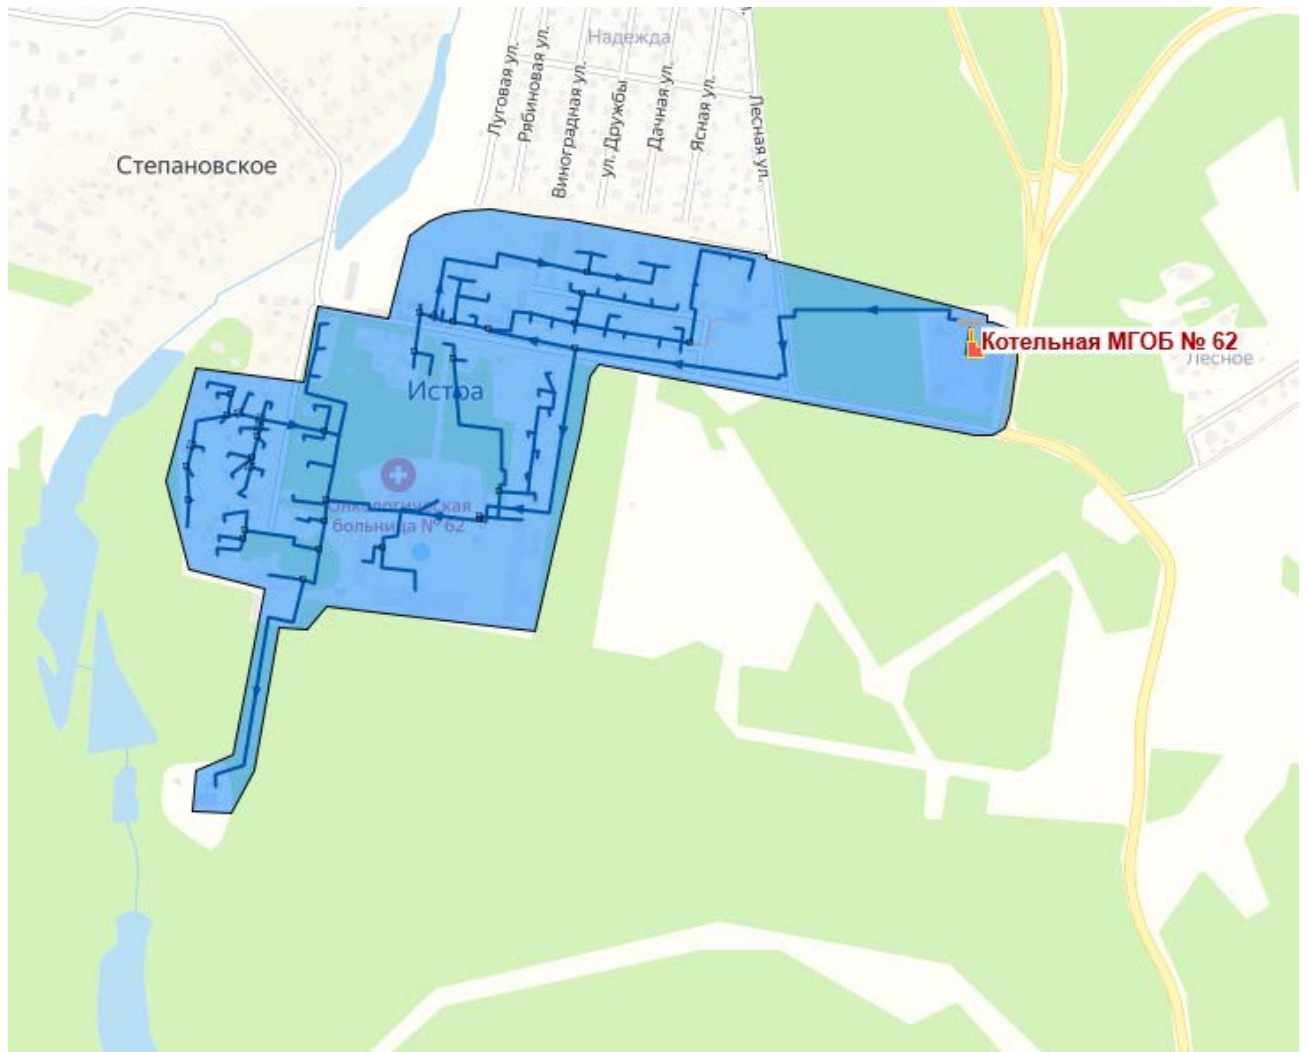 Надежда
Луговая ул.
Рябиновая ул.
Виноградная ул.
ул. Дружбы
Дачная ул.
Ясная ул.
Лесная ул.
Степановское
Котельная МГОБ № 62
Лесное
Истра
Онкологическая
больница № 62